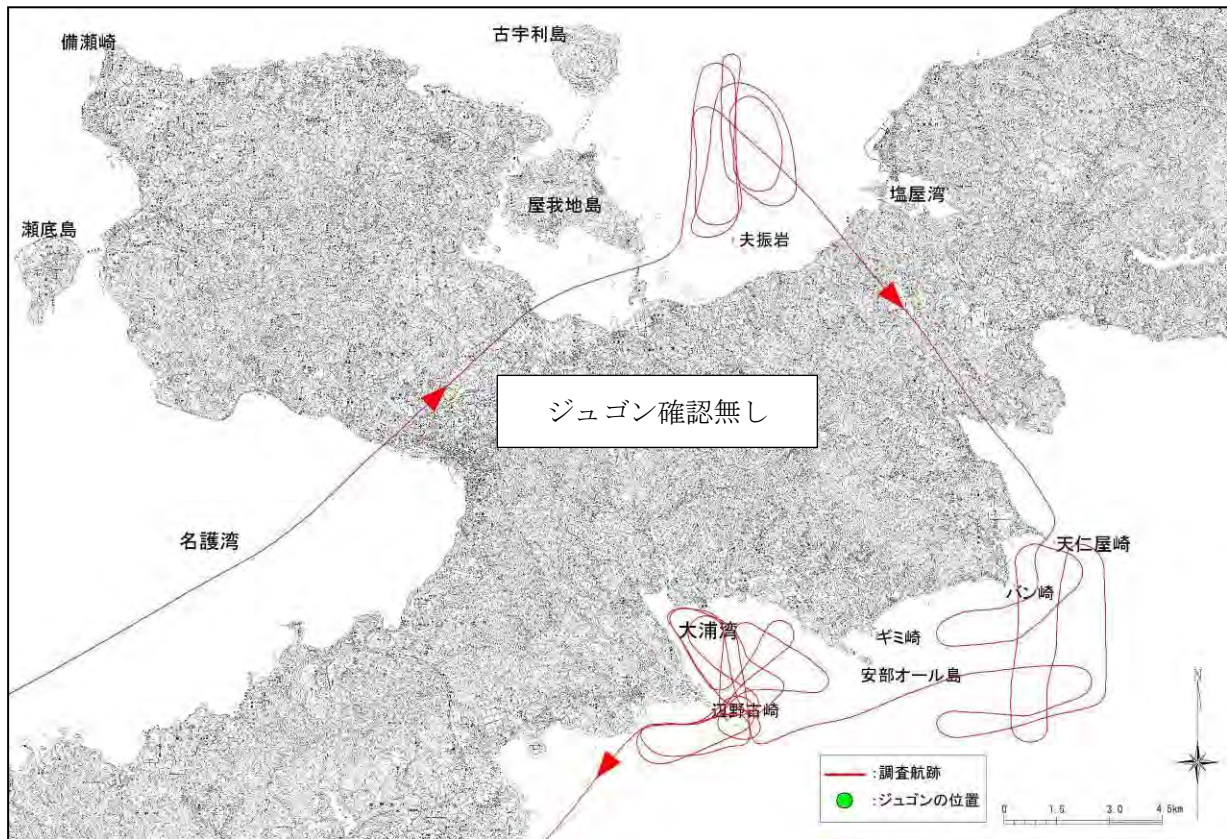 備瀬崎
古宇利島
瀬底島
屋我地島
塩屋湾
夫振岩
ジュゴン確認無し
名護湾
天仁屋崎
バン崎
大浦湾
ギミ崎
安部オール島
辺野古崎
N
:調査航跡
:ジュゴンの位置
0 1.5 3.0 4.5km